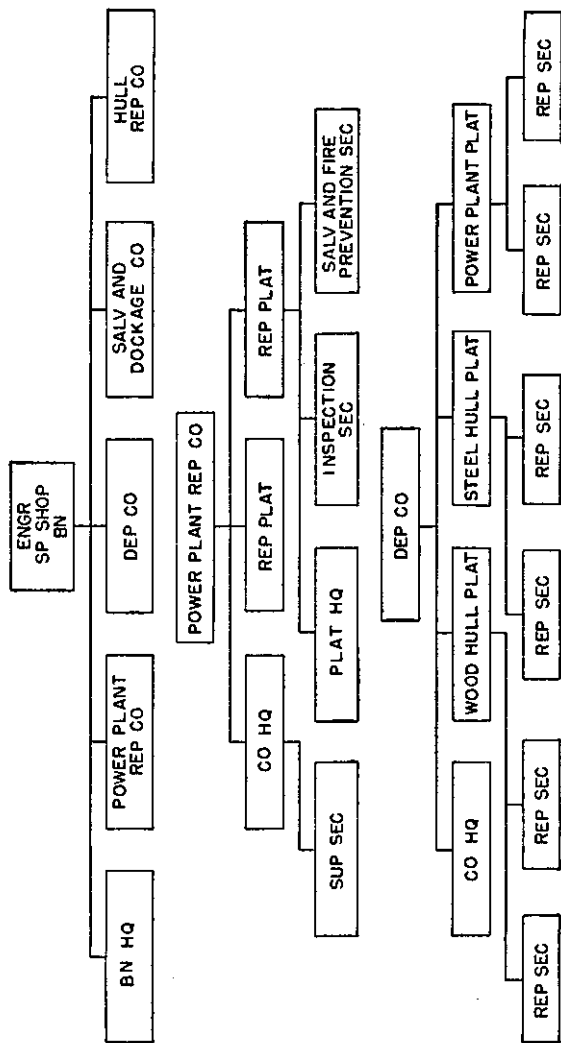 ENGR
SP SHOP
BN
BN HQ
POWER PLANT
REP CO
DEP CO
SALV AND
DOCKAGE CO
HULL
REP CO
POWER PLANT REP CO
CO HQ
REP PLAT
REP PLAT
SUP SEC
PLAT HQ
INSPECTION
SEC
SALV AND FIRE
PREVENTION SEC
DEP CO
CO HQ
WOOD HULL PLAT
STEEL HULL PLAT
POWER PLANT PLAT
REP SEC
REP SEC
REP SEC
REP SEC
REP SEC
REP SEC